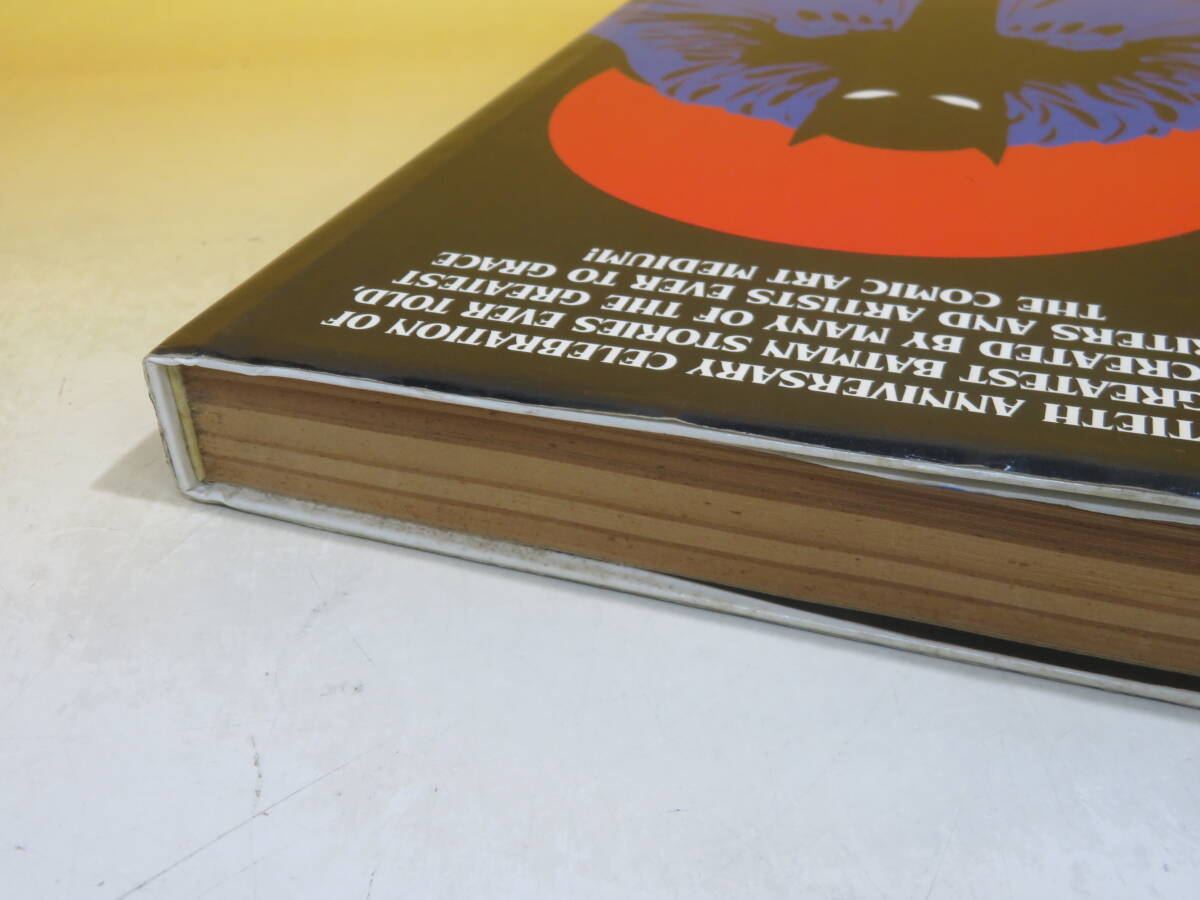 TIETH ANNIVERSARY CELEBRATION OF
GREATEST BATMAN STORIES EVER TOLD,
CREATED BY MANY OF THE GREATEST
RITERS AND ARTISTS EVER TO GRACE
THE COMIC ART MEDIUM!